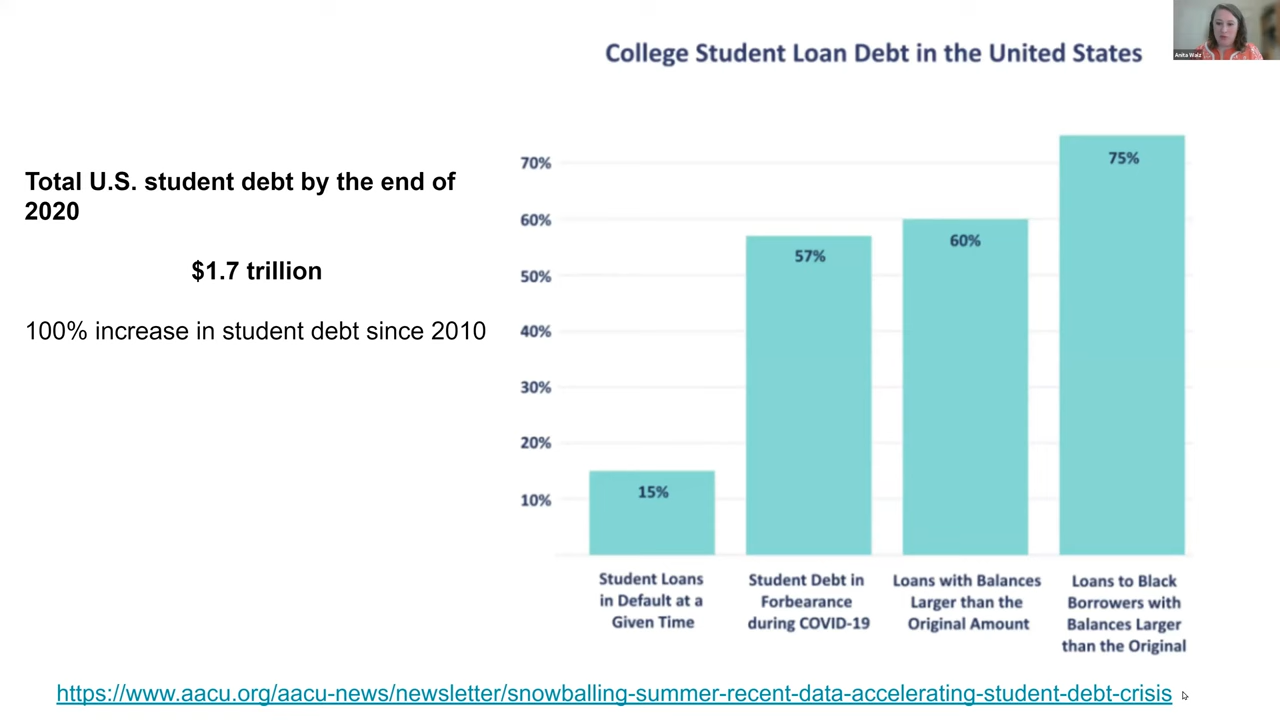 College Student Loan Debt in the United States
Anita Walz
Total U.S. student debt by the end of
2020
$1.7 trillion
100% increase in student debt since 2010
70%
60%
50%
40%
30%
20%
10%
15%
57%
60%
75%
Student Loans
in Default at a
Given Time
Student Debt in
Forbearance
during COVID-19
Loans with Balances
Larger than the
Original Amount
Loans to Black
Borrowers with
Balances Larger
than the Original
https://www.aacu.org/aacu-news/newsletter/snowballing-summer-recent-data-accelerating-student-debt-crisis